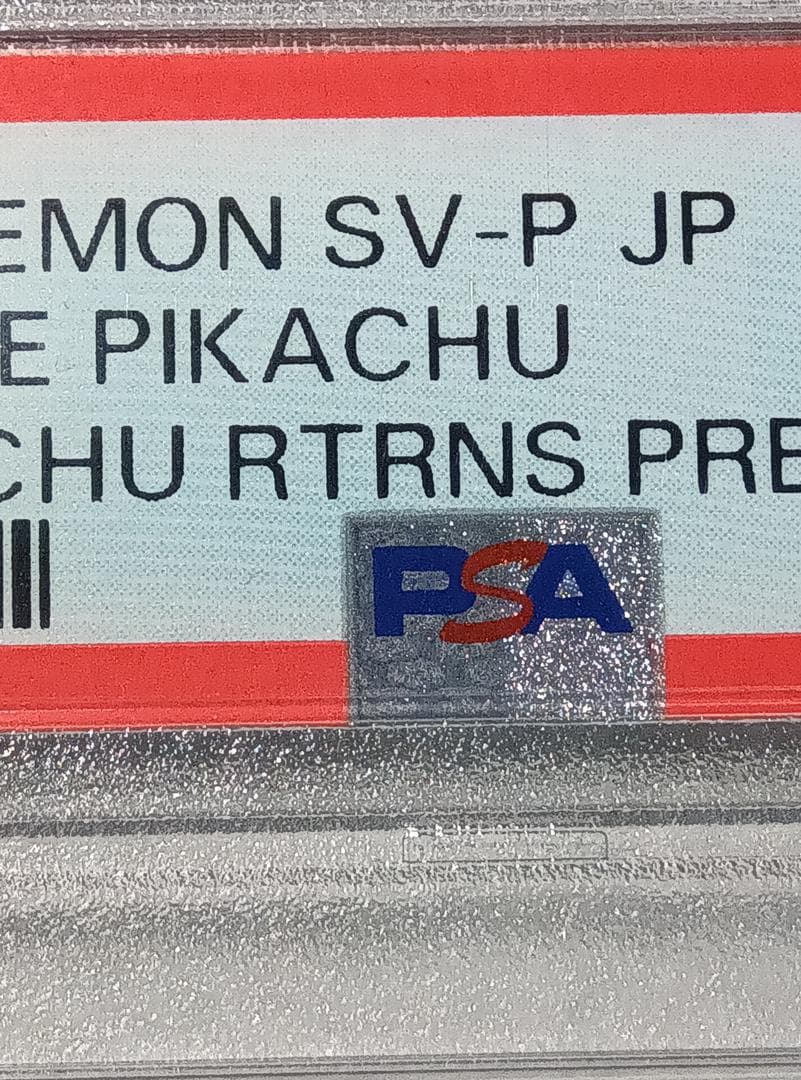 EMON SV-P JP
E PIKACHU
CHU RTRNS PRE
PSA